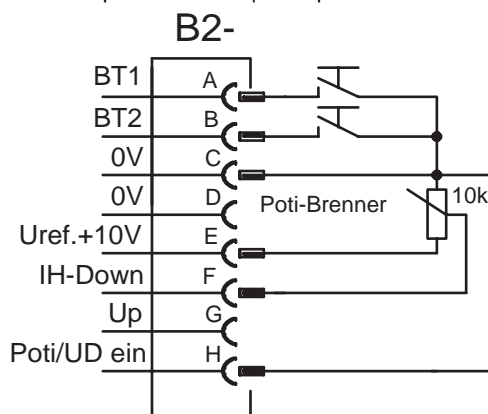 B2-
BT1 A
BT2 B
0V C
0V D
Poti-Brenner 10k
Uref.+10V E
IH-Down F
Up G
Poti/UD ein H